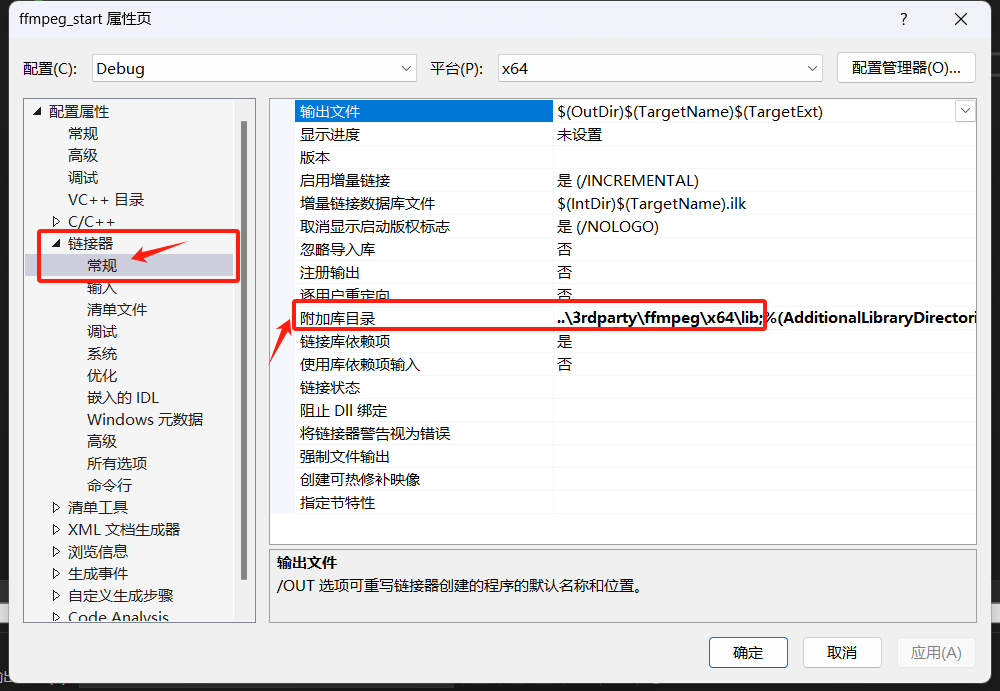 ffmpeg_start 属性页
配置(C):
Debug
平台(P):
x64
配置管理器(O)...
配置属性
常规
高级
调试
VC++ 目录
C/C++
链接器
常规
输入
清单文件
调试
系统
优化
嵌入的 IDL
Windows 元数据
高级
所有选项
命令行
清单工具
XML 文档生成器
浏览信息
生成事件
自定义生成步骤
Code Analysis
输出文件 $(OutDir)$(TargetName)$(TargetExt)
显示进度 未设置
版本
启用增量链接 是 (/INCREMENTAL)
增量链接数据库文件 $(IntDir)$(TargetName).ilk
取消显示启动版权标志 是 (/NOLOGO)
忽略导入库 否
注册输出 否
逐用户重定向 否
附加库目录 ..\3rdparty\ffmpeg\x64\lib;%(AdditionalLibraryDirectori
链接库依赖项 是
使用库依赖项输入 否
链接状态
阻止 Dll 绑定
将链接器警告视为错误
强制文件输出
创建可热修补映像
指定节特性
输出文件
/OUT 选项可重写链接器创建的程序的默认名称和位置。
确定
取消
应用(A)